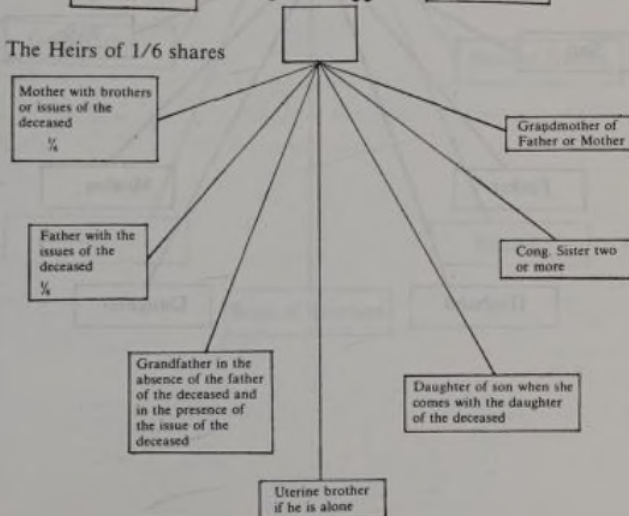 The Heirs of 1/6 shares
Mother with brothers
or issues of the
deceased
⅙
Grandmother of
Father or Mother
Father with the
issues of the
deceased
⅙
Cong. Sister two
or more
Grandfather in the
absence of the father
of the deceased and
in the presence of
the issue of the
deceased
Daughter of son when she
comes with the daughter
of the deceased
Uterine brother
if he is alone